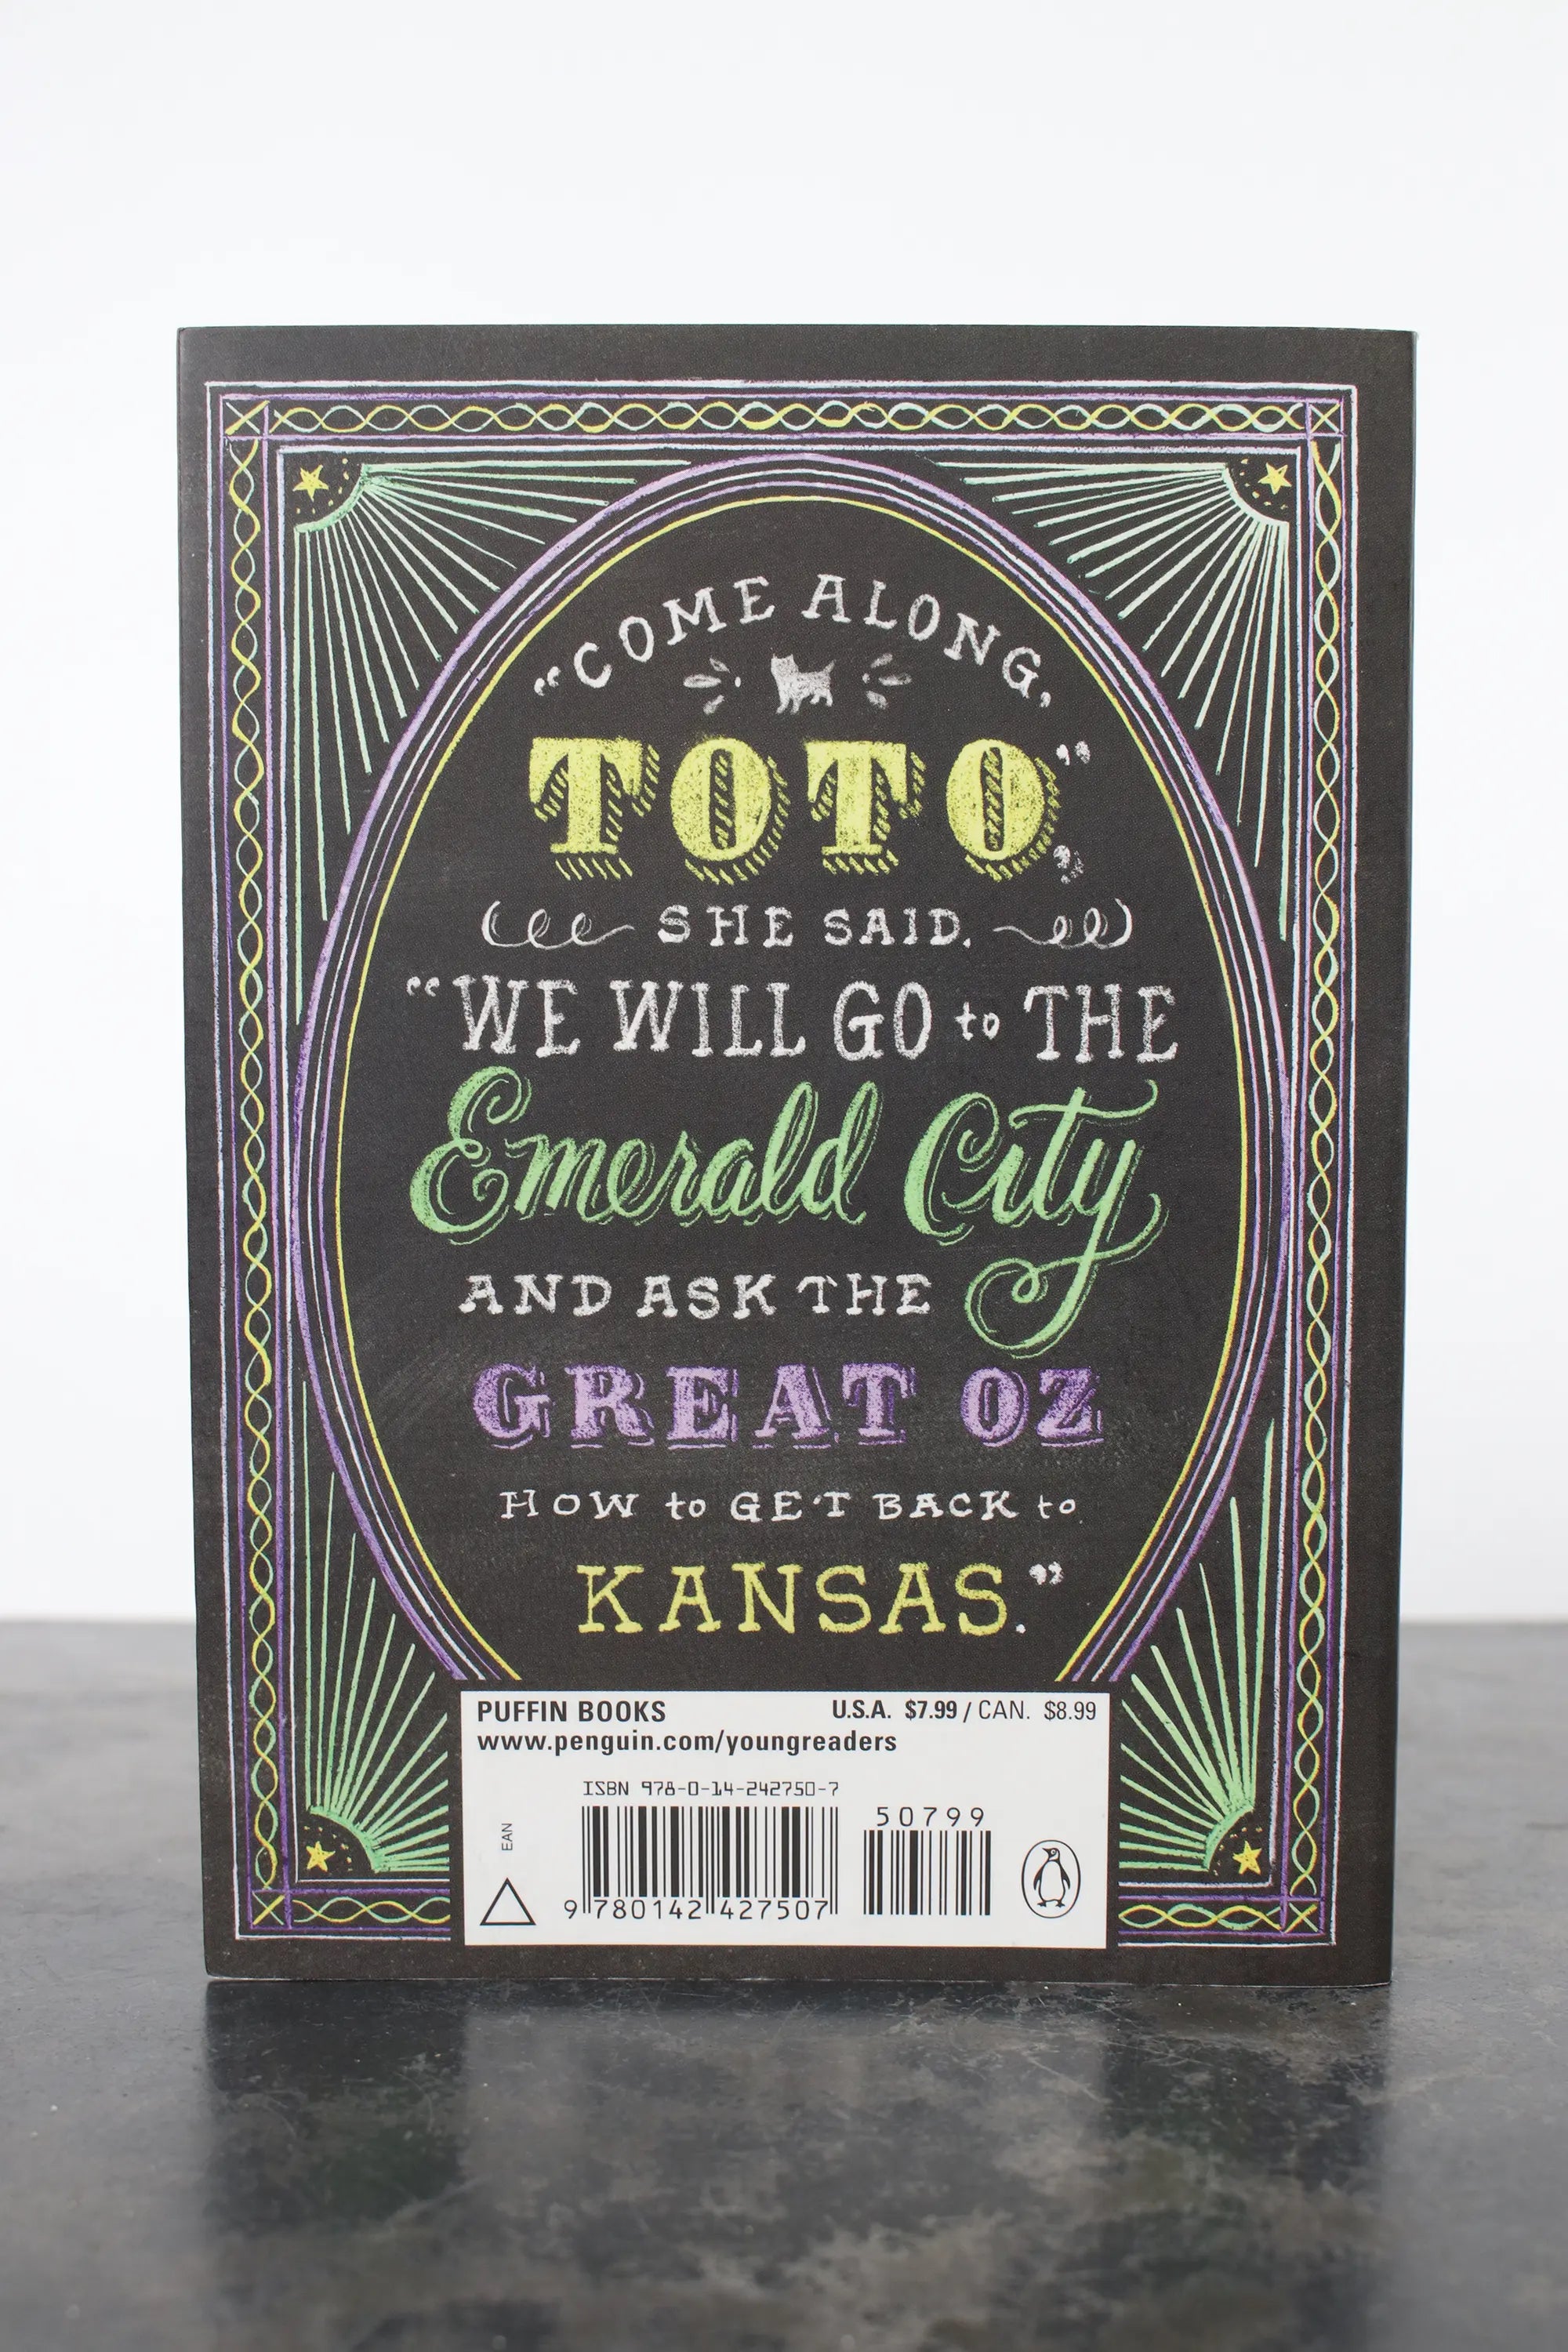 “COME ALONG,
TOTO,”
SHE SAID.
“WE WILL GO to THE
Emerald City
AND ASK THE
GREAT OZ
HOW to GET BACK to
KANSAS.”
PUFFIN BOOKS
U.S.A. $7.99 / CAN. $8.99
www.penguin.com/youngreaders
ISBN 978-0-14-242750-7
50799
EAN
9 780142 427507